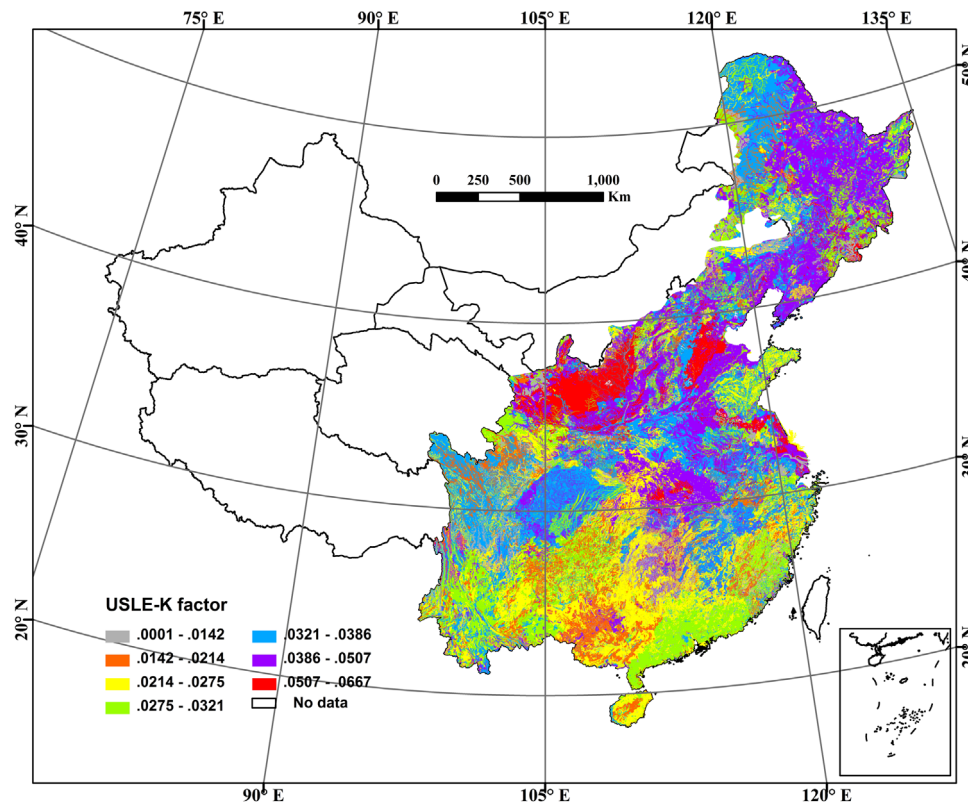 75° E 90° E 105° E 120° E 135° E
50° N
40° N
40° N
30° N
30° N
20° N
20° N
0 250 500 1,000
Km
USLE-K factor
.0001 - .0142
.0142 - .0214
.0214 - .0275
.0275 - .0321
.0321 - .0386
.0386 - .0507
.0507 - .0667
No data
90° E 105° E 120° E